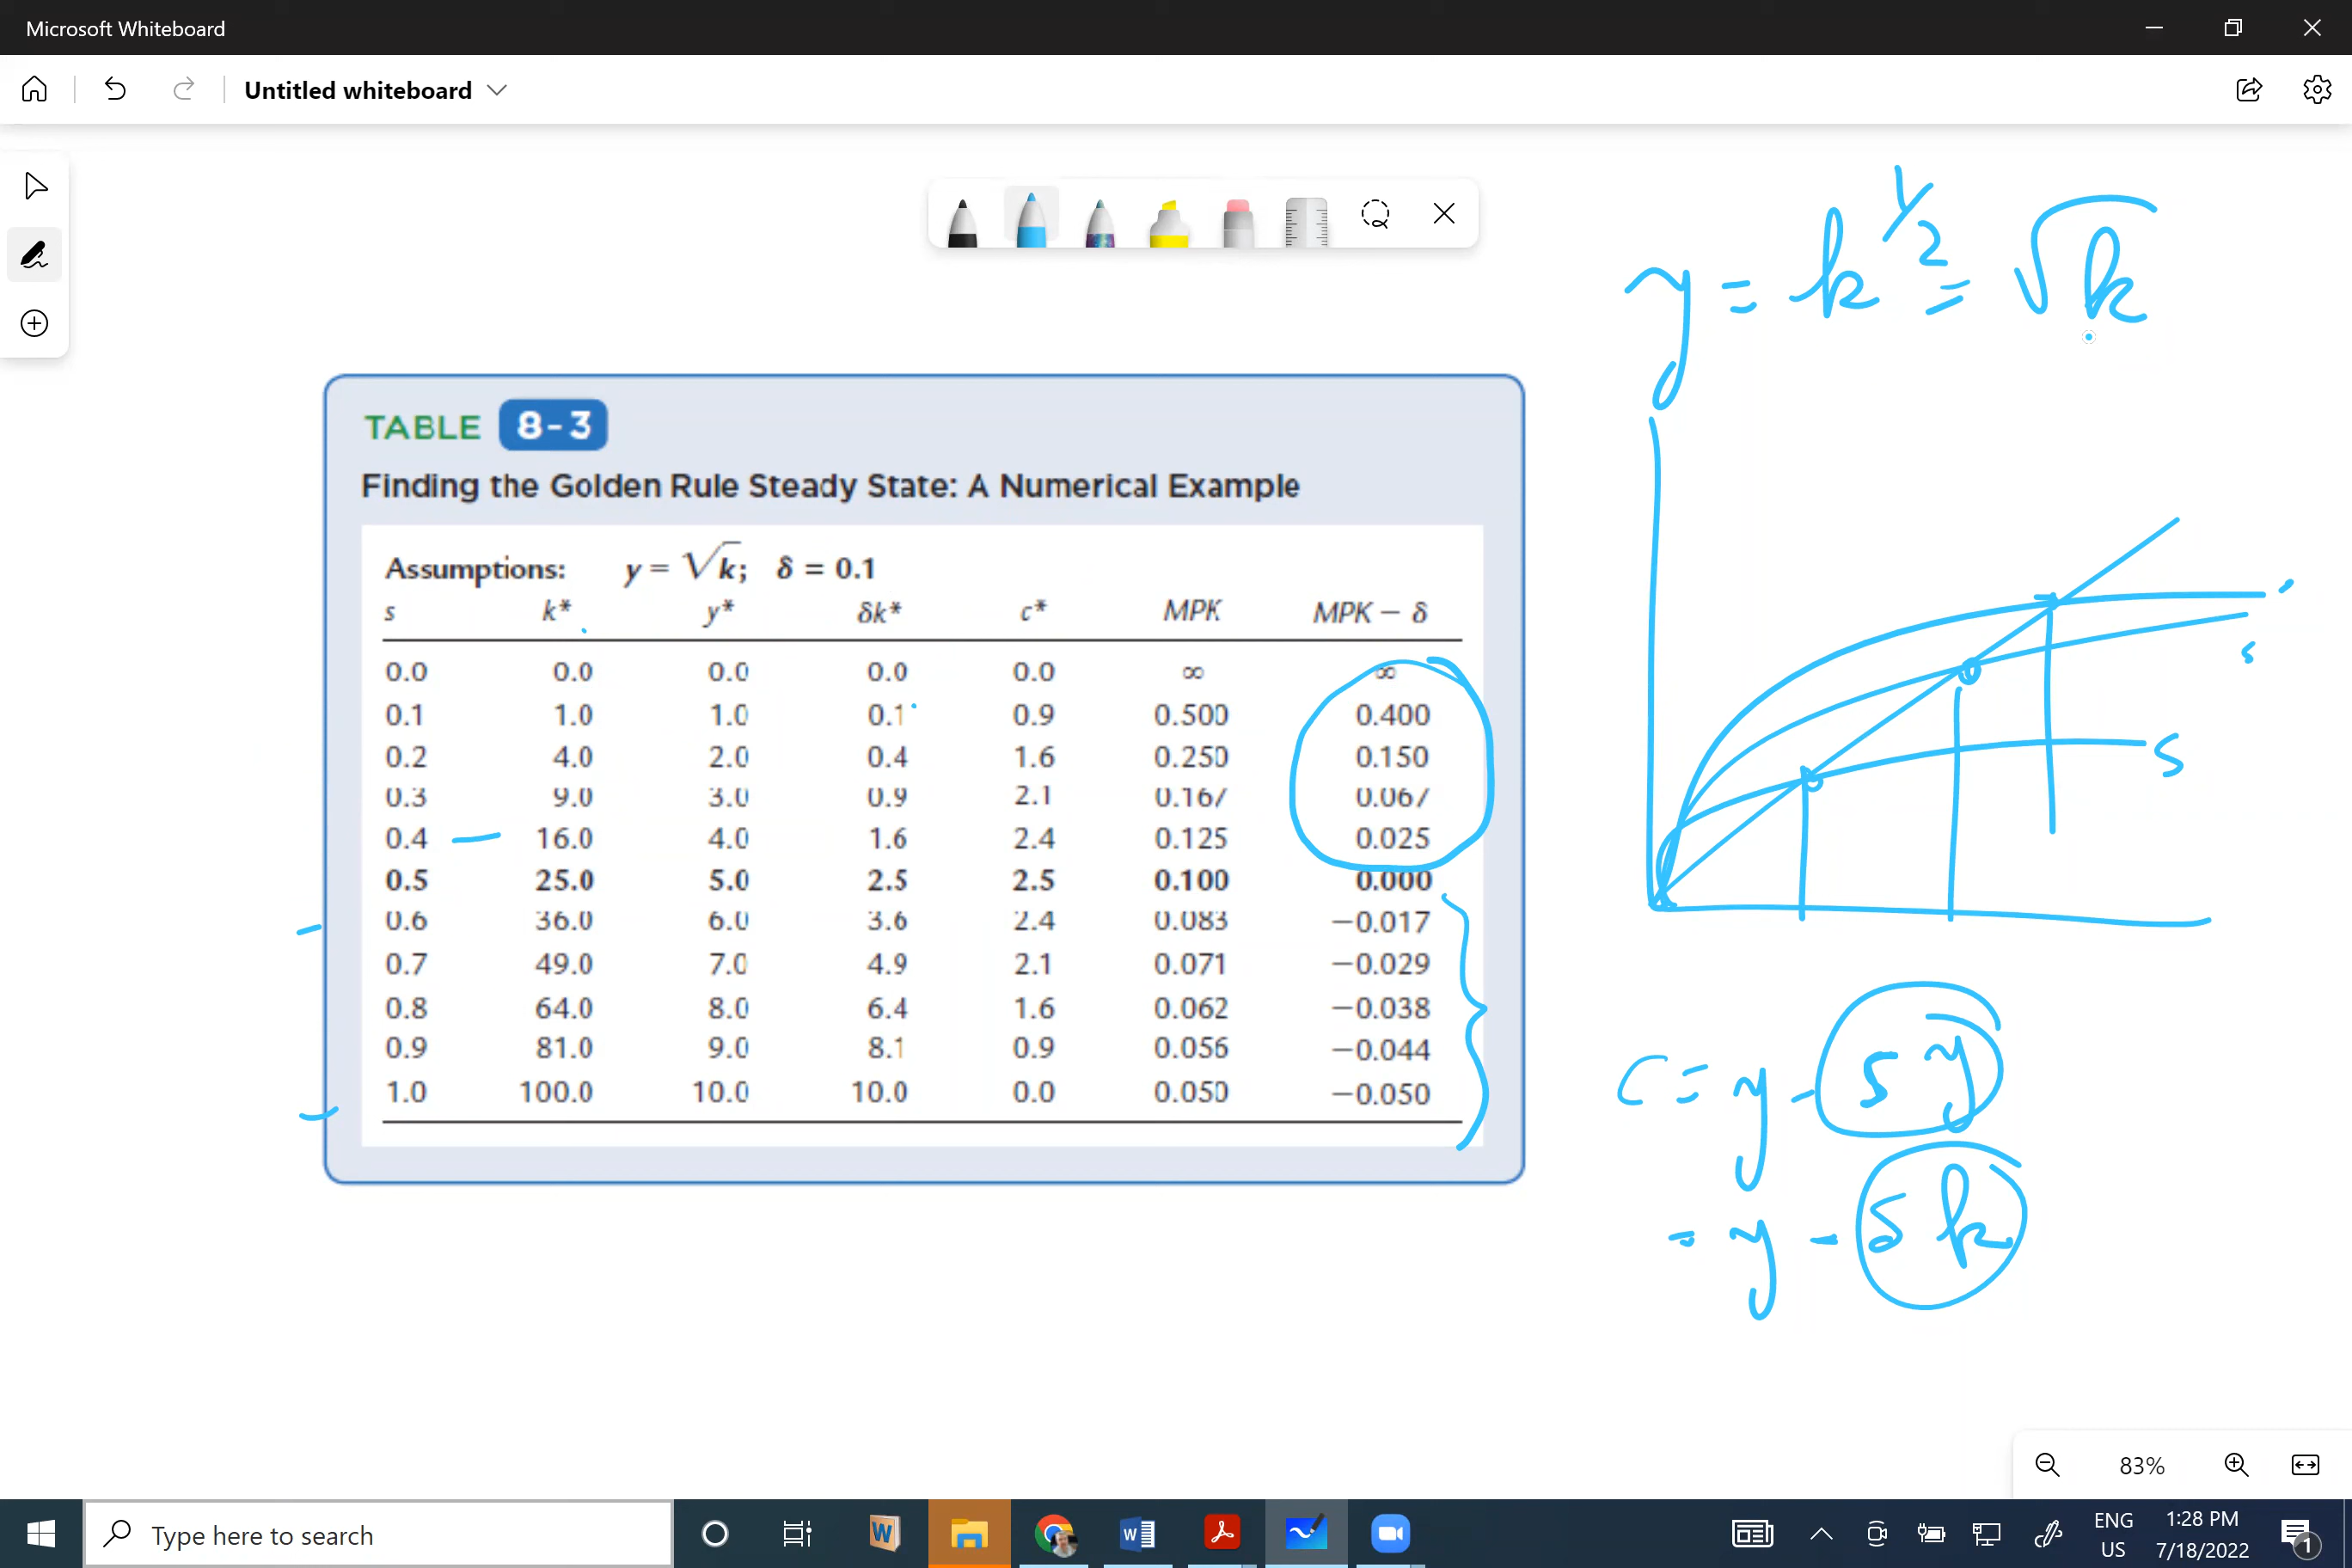 Microsoft Whiteboard
Untitled whiteboard
y = k 1/2 = √k
TABLE 8-3
Finding the Golden Rule Steady State: A Numerical Example
Assumptions: y = √k; δ = 0.1
s k* y* δk* c* MPK MPK − δ
0.0 0.0 0.0 0.0 0.0 ∞ ∞
0.1 1.0 1.0 0.1 0.9 0.500 0.400
0.2 4.0 2.0 0.4 1.6 0.250 0.150
0.3 9.0 3.0 0.9 2.1 0.167 0.067
0.4 16.0 4.0 1.6 2.4 0.125 0.025
0.5 25.0 5.0 2.5 2.5 0.100 0.000
0.6 36.0 6.0 3.6 2.4 0.083 −0.017
0.7 49.0 7.0 4.9 2.1 0.071 −0.029
0.8 64.0 8.0 6.4 1.6 0.062 −0.038
0.9 81.0 9.0 8.1 0.9 0.056 −0.044
1.0 100.0 10.0 10.0 0.0 0.050 −0.050
s
s
c = y - sy
= y - δk
83%
Type here to search
W
W
ENG
US
1:28 PM
7/18/2022
1